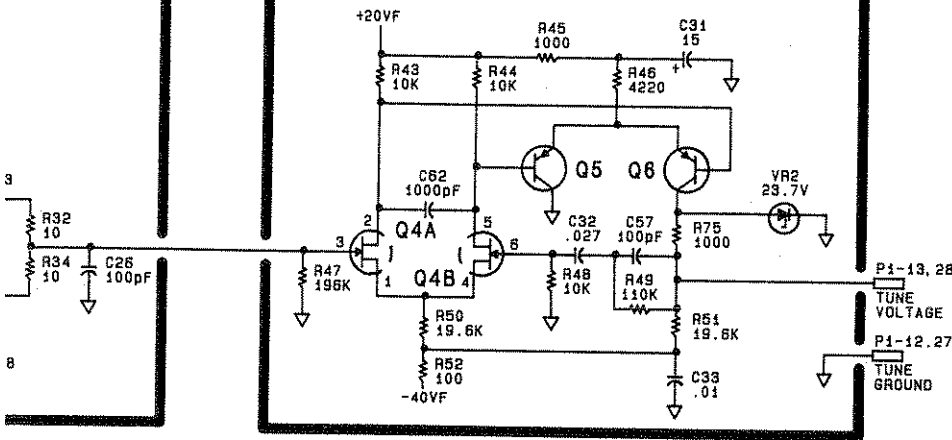 +20VF
R45
1000
C31
15
+
R43
10K
R44
10K
R46
4220
3
C62
1000pF
Q5
Q6
VR2
23.7V
R32
10
2
Q4A
5
C32
.027
C57
100pF
R75
1000
3
6
R34
10
C26
100pF
R47
196K
1
Q4B
4
R48
10K
R49
110K
P1-13,28
TUNE
VOLTAGE
R50
19.6K
R51
19.6K
P1-12,27
TUNE
GROUND
8
R52
100
-40VF
C33
.01